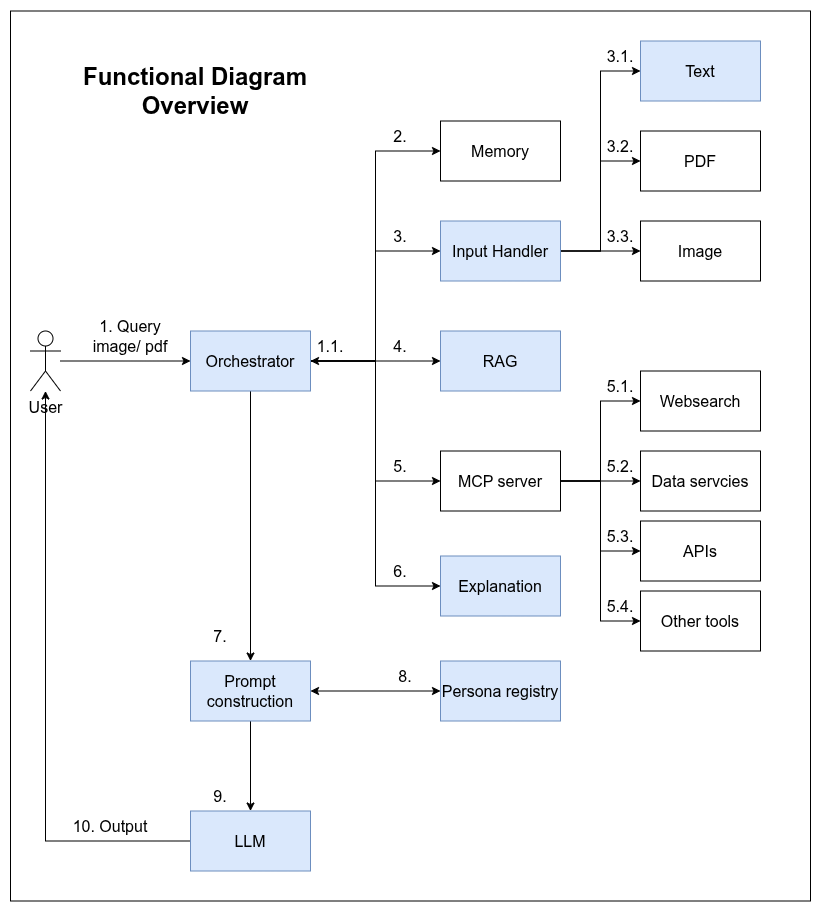 Functional Diagram
Overview
3.1.
Text
2.
Memory
3.2.
PDF
3.
Input Handler
3.3.
Image
1. Query
image/ pdf
User
Orchestrator
1.1.
4.
RAG
5.1.
Websearch
5.
MCP server
5.2.
Data servcies
5.3.
APIs
6.
Explanation
5.4.
Other tools
7.
Prompt
construction
8.
Persona registry
9.
10. Output
LLM